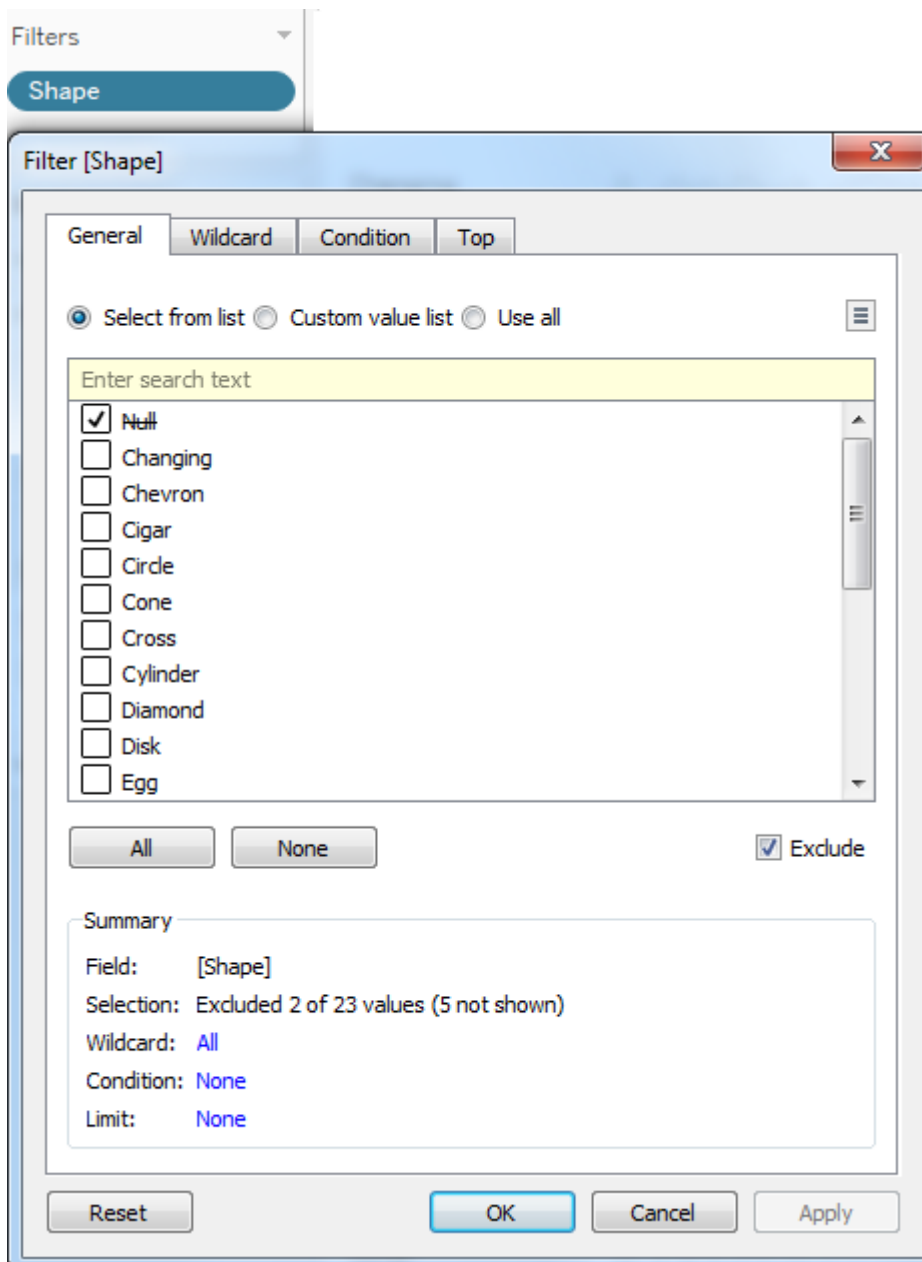 Filters
Shape
Filter [Shape]
General Wildcard Condition Top
Select from list Custom value list Use all
Enter search text
Null
Changing
Chevron
Cigar
Circle
Cone
Cross
Cylinder
Diamond
Disk
Egg
All None Exclude
Summary
Field: [Shape]
Selection: Excluded 2 of 23 values (5 not shown)
Wildcard: All
Condition: None
Limit: None
Reset OK Cancel Apply